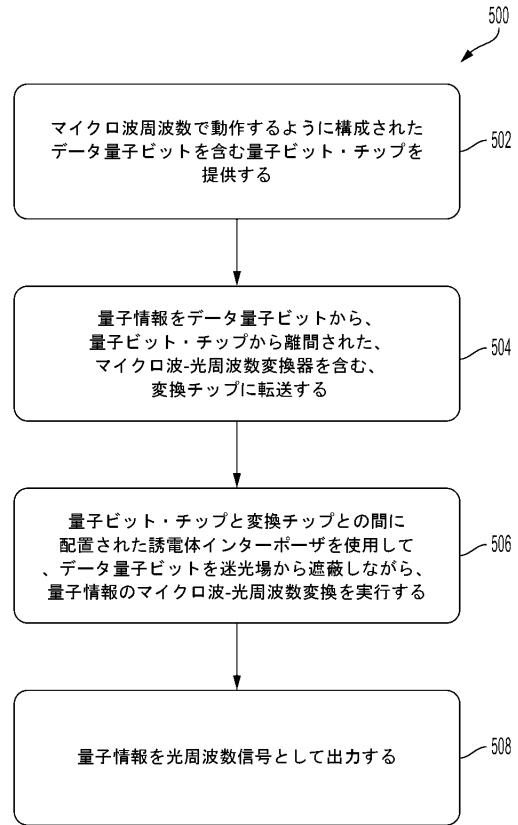 500
マイクロ波周波数で動作するように構成された
データ量子ビットを含む量子ビット・チップを
提供する
502
量子情報をデータ量子ビットから、
量子ビット・チップから離間された、
マイクロ波-光周波数変換器を含む、
変換チップに転送する
504
量子ビット・チップと変換チップとの間に
配置された誘電体インターポーザを使用して
、データ量子ビットを迷光場から遮蔽しながら、
量子情報のマイクロ波-光周波数変換を実行する
506
量子情報を光周波数信号として出力する
508